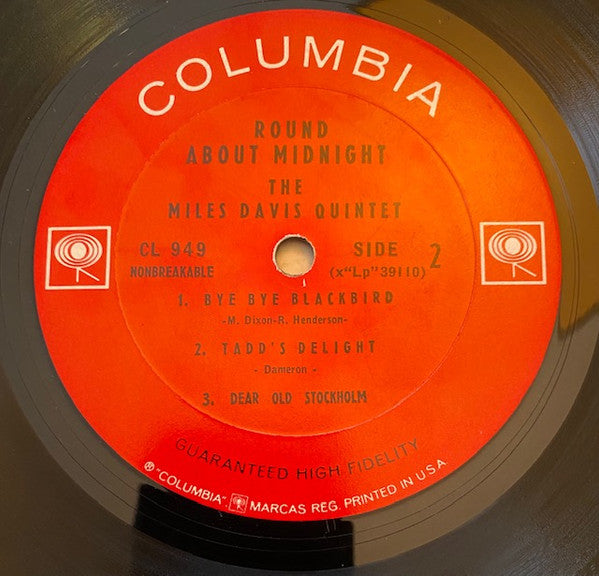 COLUMBIA
ROUND
ABOUT MIDNIGHT
THE
MILES DAVIS QUINTET
CL 949
NONBREAKABLE
SIDE 2
(x"Lp"39110)
1. BYE BYE BLACKBIRD
-M. Dixon-R. Henderson-
2. TADD'S DELIGHT
- Dameron -
3. DEAR OLD STOCKHOLM
GUARANTEED HIGH FIDELITY
® "COLUMBIA", MARCAS REG. PRINTED IN U.S.A.